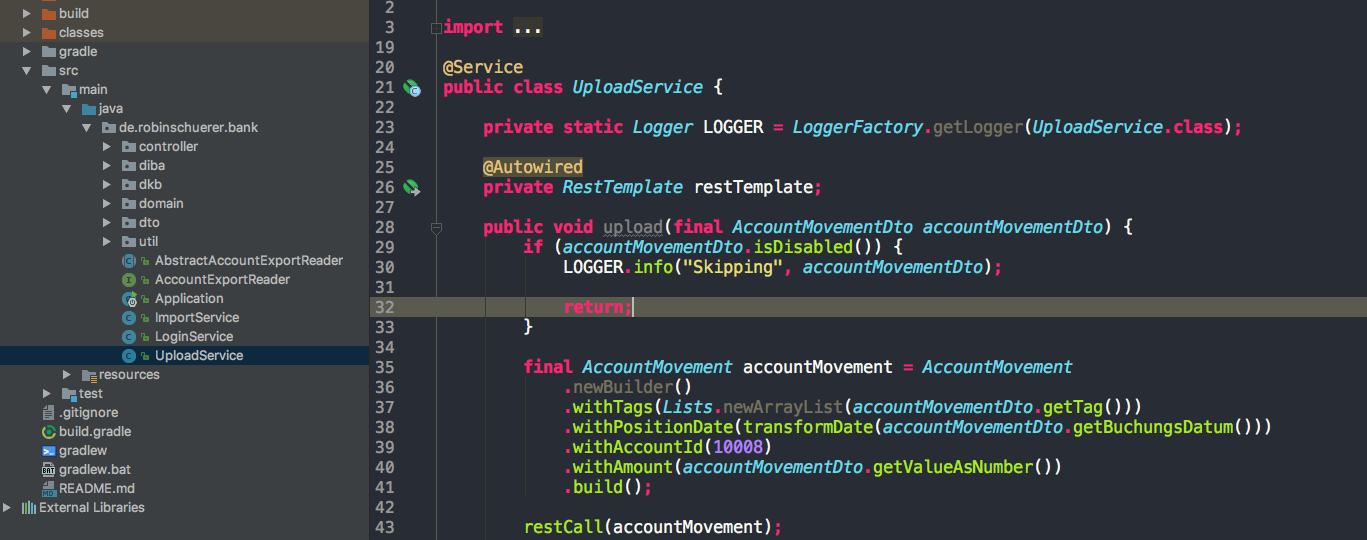 build
classes
gradle
src
main
java
de.robinschuerer.bank
controller
diba
dkb
domain
dto
util
AbstractAccountExportReader
AccountExportReader
Application
ImportService
LoginService
UploadService
resources
test
.gitignore
build.gradle
gradlew
gradlew.bat
README.md
External Libraries
2
3 import ...
19
20 @Service
21 public class UploadService {
22
23 private static Logger LOGGER = LoggerFactory.getLogger(UploadService.class);
24
25 @Autowired
26 private RestTemplate restTemplate;
27
28 public void upload(final AccountMovementDto accountMovementDto) {
29 if (accountMovementDto.isDisabled()) {
30 LOGGER.info("Skipping", accountMovementDto);
31
32 return;
33 }
34
35 final AccountMovement accountMovement = AccountMovement
36 .newBuilder()
37 .withTags(Lists.newArrayList(accountMovementDto.getTag()))
38 .withPositionDate(transformDate(accountMovementDto.getBuchungsDatum()))
39 .withAccountId(10008)
40 .withAmount(accountMovementDto.getValueAsNumber())
41 .build();
42
43 restCall(accountMovement);